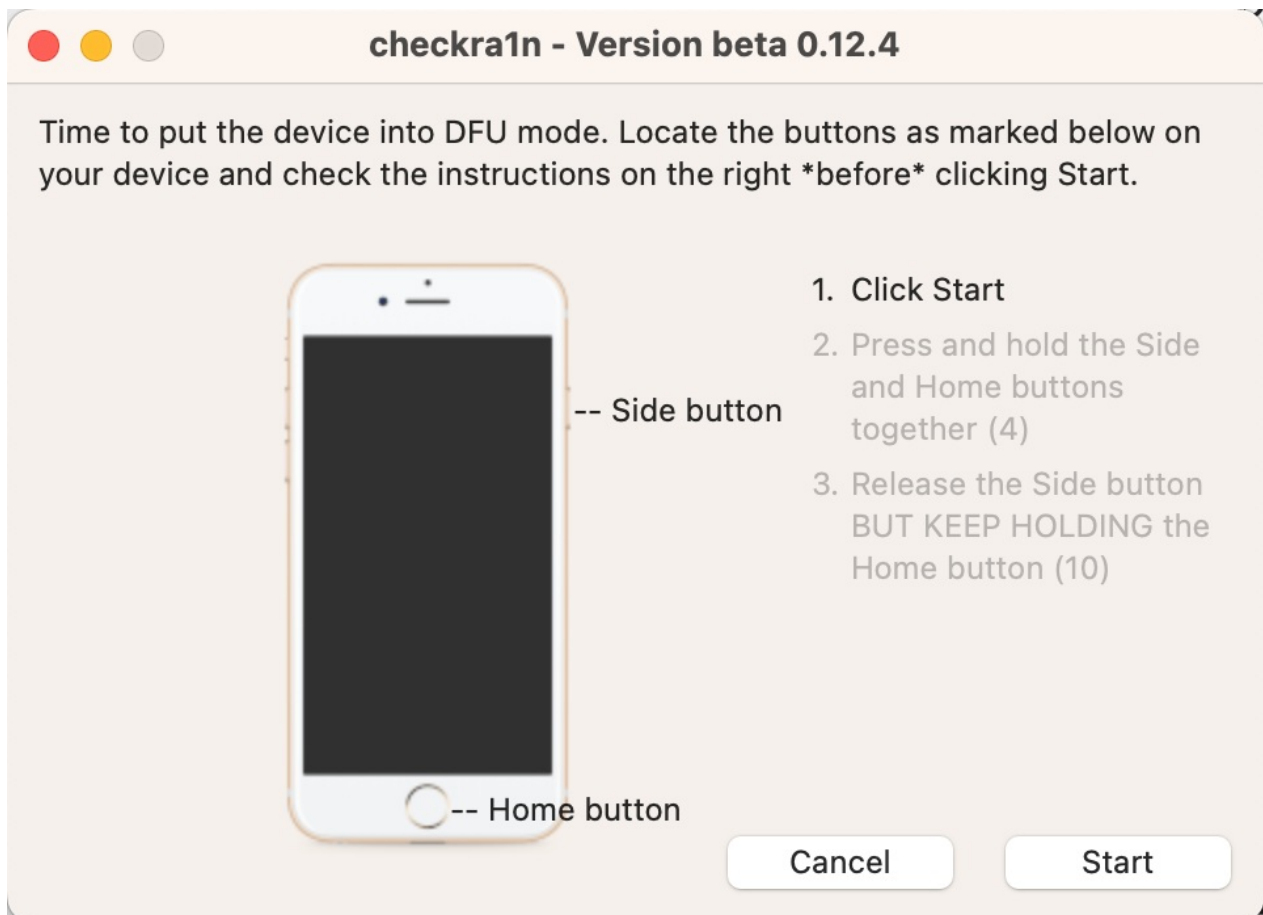 checkra1n - Version beta 0.12.4
Time to put the device into DFU mode. Locate the buttons as marked below on
your device and check the instructions on the right *before* clicking Start.
-- Side button
-- Home button
1. Click Start
2. Press and hold the Side
and Home buttons
together (4)
3. Release the Side button
BUT KEEP HOLDING the
Home button (10)
Cancel
Start